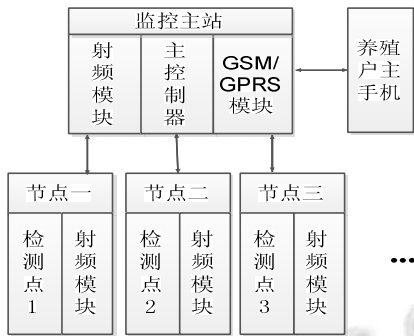 监控主站
射频模块
主控制器
GSM/
GPRS
模块
养殖
户主
手机
节点一
节点二
节点三
检测点1
射频模块
检测点2
射频模块
检测点3
射频模块
...